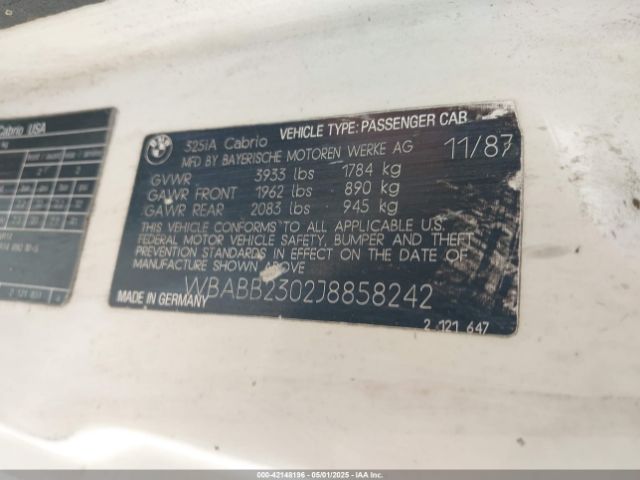 Cabrio USA
kg
BMW
325iA Cabrio
VEHICLE TYPE: PASSENGER CAR
MFD BY BAYERISCHE MOTOREN WERKE AG
11/87
GVWR 3933 lbs 1784 kg
GAWR FRONT 1962 lbs 890 kg
GAWR REAR 2083 lbs 945 kg
THIS VEHICLE CONFORMS TO ALL APPLICABLE U.S.
FEDERAL MOTOR VEHICLE SAFETY, BUMPER AND THEFT
PREVENTION STANDARDS IN EFFECT ON THE DATE OF
MANUFACTURE SHOWN ABOVE
WBABB2302J8858242
MADE IN GERMANY
2 121 647
000-42148196 - 05/01/2025 - IAA Inc.